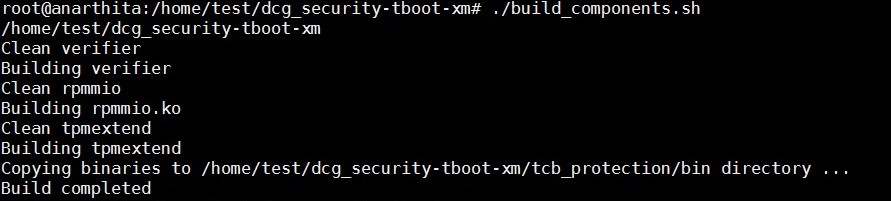 root@anarthita:/home/test/dcg_security-tboot-xm# ./build_components.sh
/home/test/dcg_security-tboot-xm
Clean verifier
Building verifier
Clean rpmmio
Building rpmmio.ko
Clean tpmextend
Building tpmextend
Copying binaries to /home/test/dcg_security-tboot-xm/tcb_protection/bin directory ...
Build completed